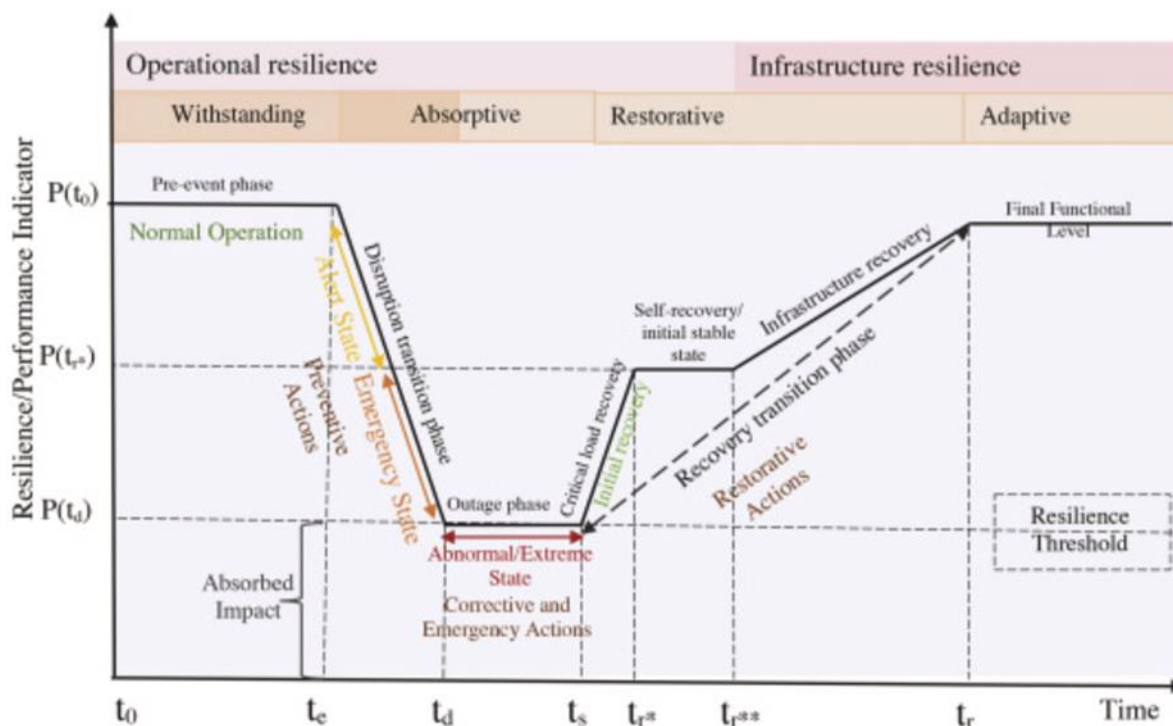 Operational resilience
Infrastructure resilience
Withstanding
Absorptive
Restorative
Adaptive
Resilience/Performance Indicator
P(t₀)
P(tᵣ*)
P(t_d)
Pre-event phase
Normal Operation
Alert State
Emergency State
Preventive
Actions
Disruption transition phase
Outage phase
Abnormal/Extreme
State
Corrective and
Emergency Actions
Absorbed
Impact
Critical load recovery
Initial recovery
Self-recovery/
initial stable
state
Infrastructure recovery
Recovery transition phase
Restorative
Actions
Final Functional
Level
Resilience
Threshold
t₀
tₑ
t_d
tₛ
tᵣ*
tᵣ**
tᵣ
Time